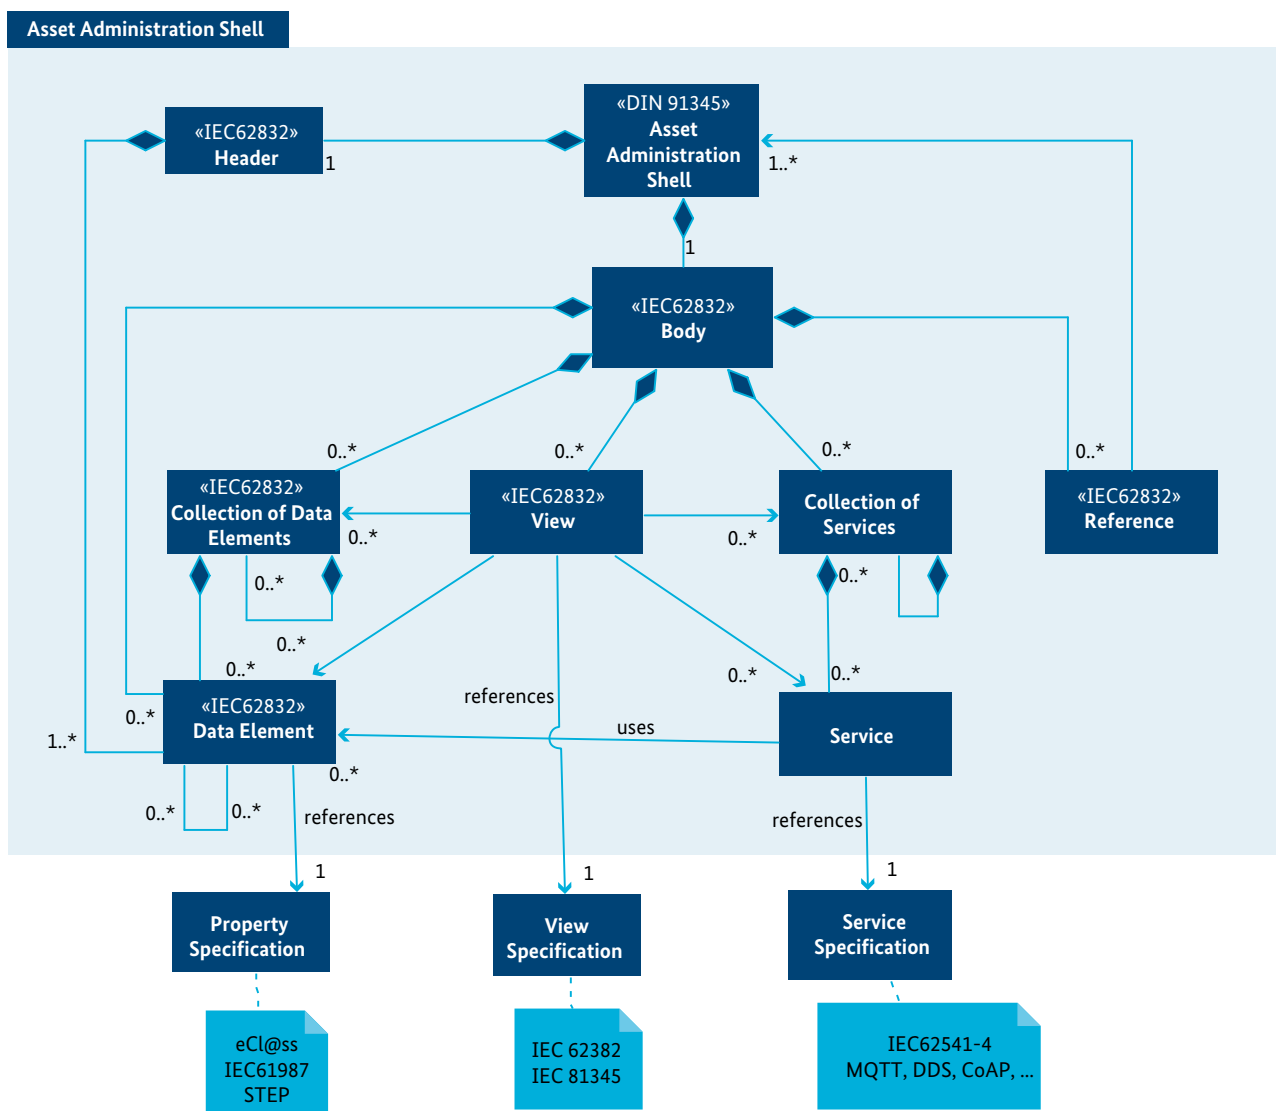 Asset Administration Shell
«IEC62832»
Header
1
«DIN 91345»
Asset
Administration
Shell
1..*
1
«IEC62832»
Body
0..*
0..*
0..*
0..*
«IEC62832»
Collection of Data
Elements
0..*
«IEC62832»
View
0..*
Collection of
Services
«IEC62832»
Reference
0..*
0..*
0..*
0..*
0..*
0..*
references
0..*
1..*
«IEC62832»
Data Element
uses
Service
0..*
0..*
0..*
references
references
1
1
1
Property
Specification
View
Specification
Service
Specification
eCl@ss
IEC61987
STEP
IEC 62382
IEC 81345
IEC62541-4
MQTT, DDS, CoAP, ...